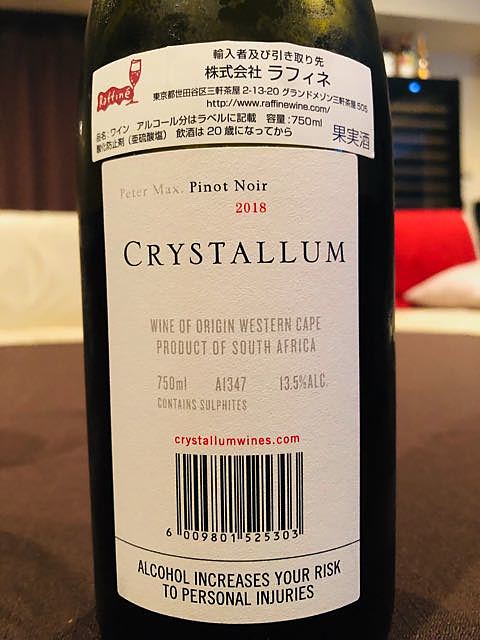 Raffiné
輸入者及び引き取り先
株式会社 ラフィネ
東京都世田谷区三軒茶屋 2-13-20 グランドメゾン三軒茶屋 505
http://www.raffinewine.com/
品名：ワイン アルコール分はラベルに記載 容量：750ml
酸化防止剤（亜硫酸塩） 飲酒は20歳になってから 果実酒
Peter Max. Pinot Noir
2018
CRYSTALLUM
WINE OF ORIGIN WESTERN CAPE
PRODUCT OF SOUTH AFRICA
750ml A1347 13.5%ALC.
CONTAINS SULPHITES
crystallumwines.com
6 009801 525303
ALCOHOL INCREASES YOUR RISK
TO PERSONAL INJURIES